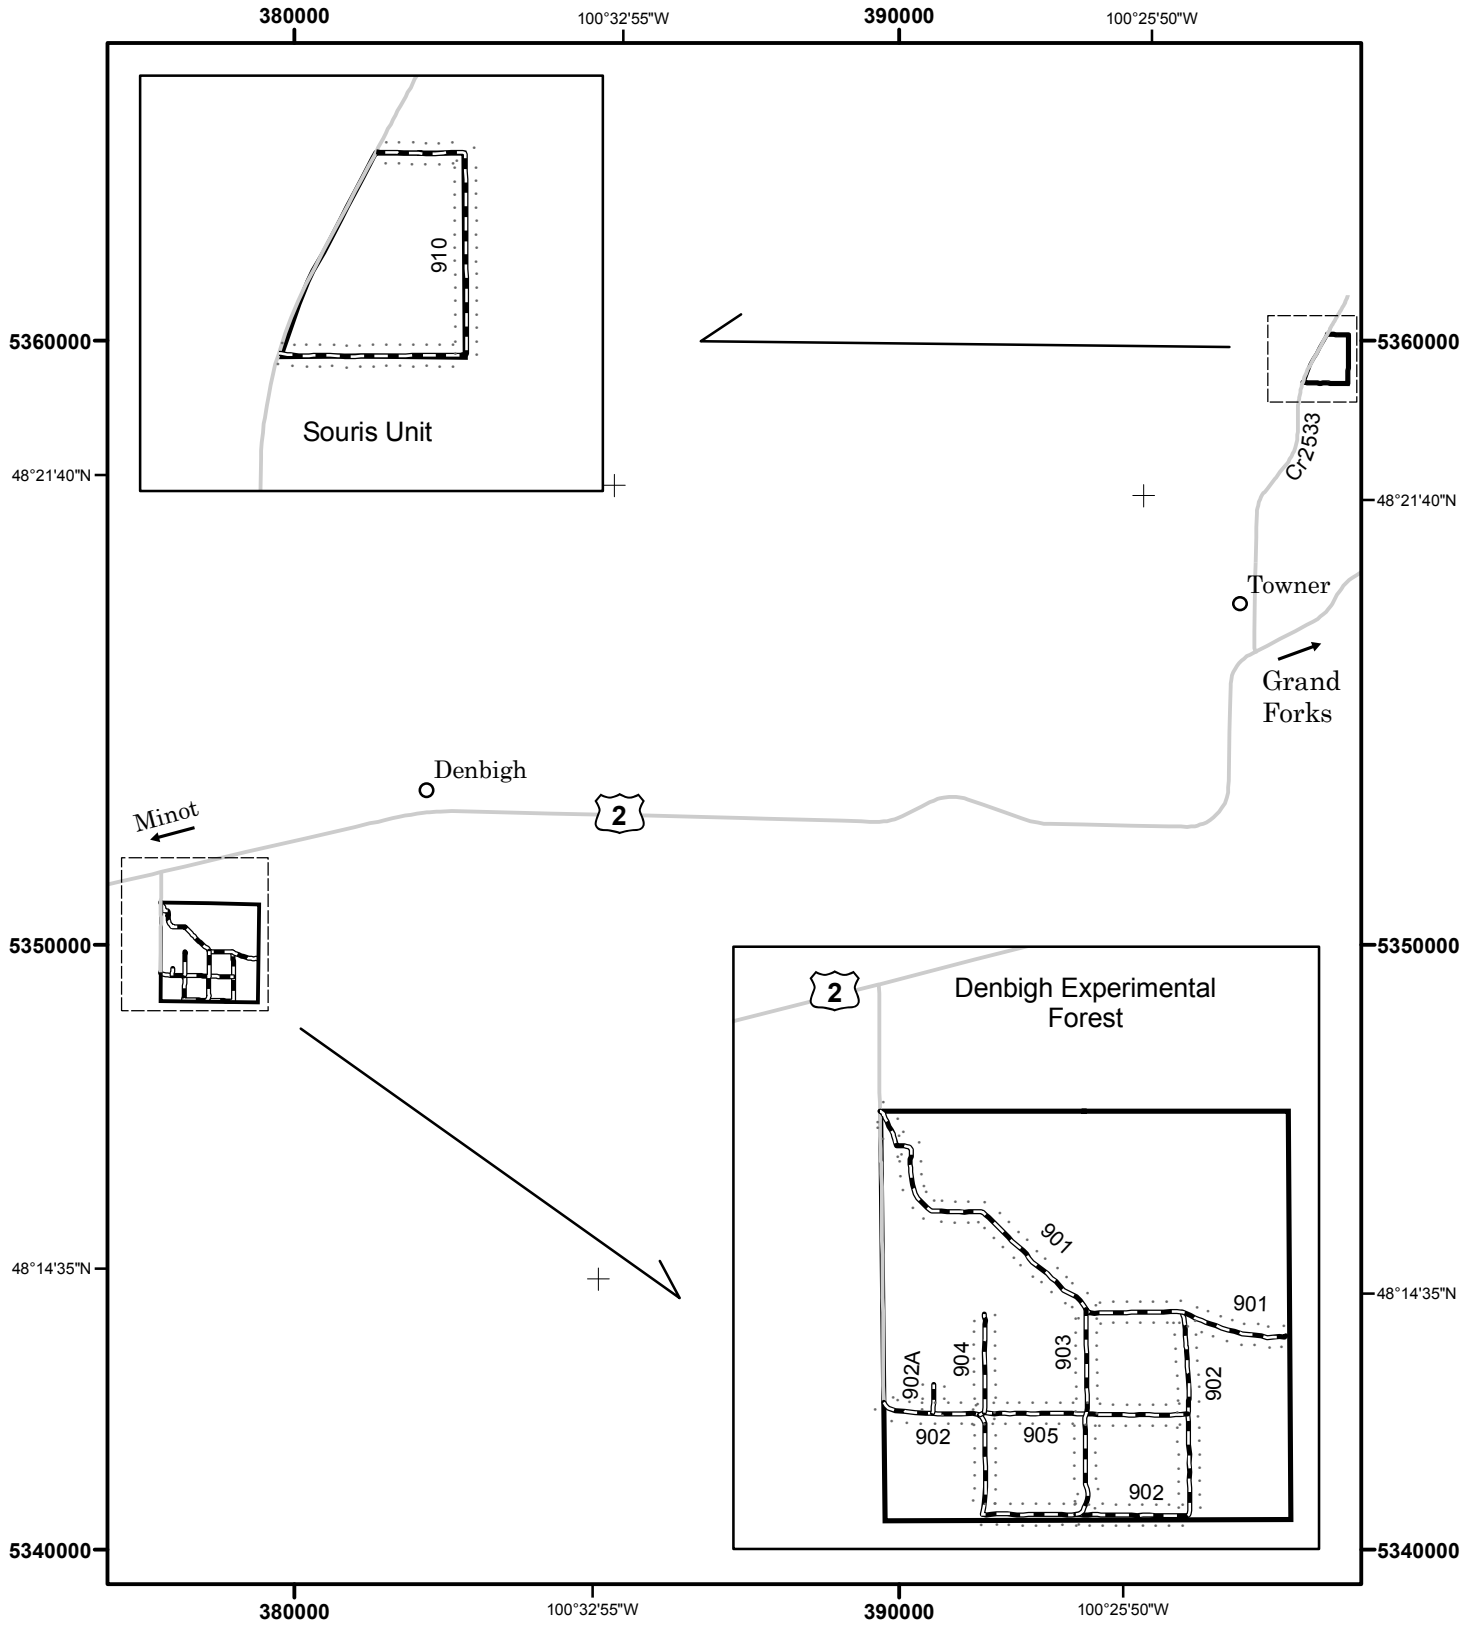 380000
100°32'55"W
390000
100°25'50"W
910
Souris Unit
5360000
5360000
Cr2533
48°21'40"N
48°21'40"N
Towner
Grand
Forks
Denbigh
Minot
2
5350000
5350000
2
Denbigh Experimental
Forest
901
901
48°14'35"N
48°14'35"N
902A
904
903
902
902
905
902
5340000
5340000
380000
100°32'55"W
390000
100°25'50"W